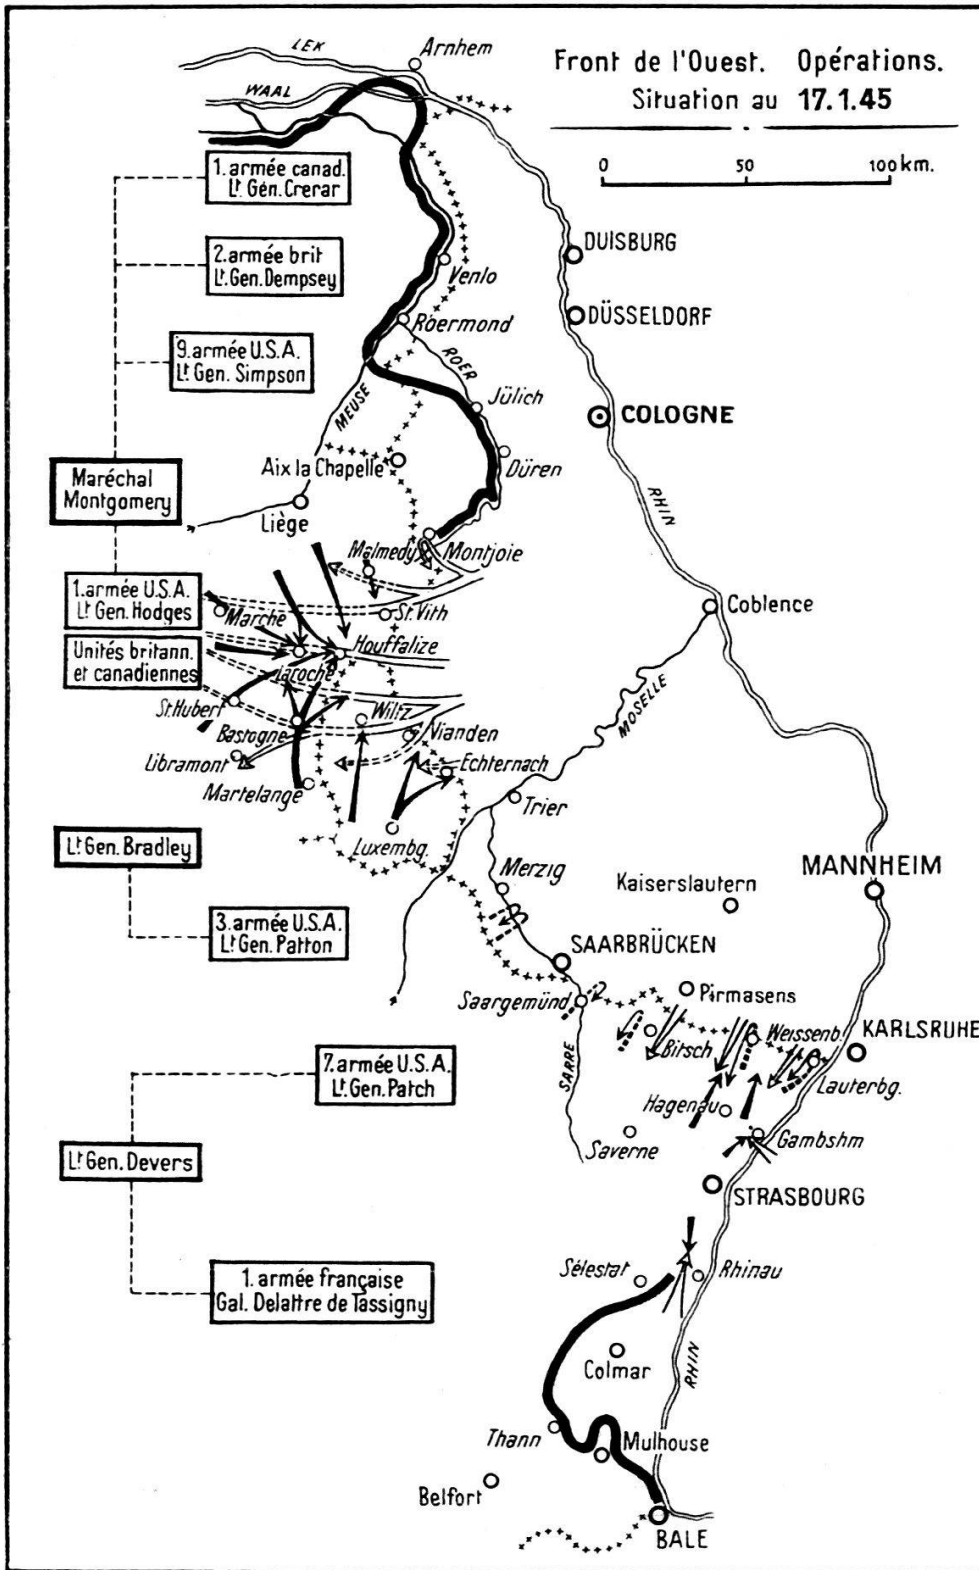 Front de l'Ouest. Opérations.
Situation au 17.1.45
0 50 100 km.
LEK
Arnhem
WAAL
1. armée canad.
Lt Gén. Crerar
DUISBURG
2. armée brit
Lt. Gen. Dempsey
Venlo
DÜSSELDORF
Roermond
9. armée U.S.A.
Lt Gen. Simpson
ROER
MEUSE
Jülich
COLOGNE
Aix la Chapelle
Düren
Maréchal
Montgomery
Liège
RHIN
Malmedy
Montjoie
1. armée U.S.A.
Lt Gen. Hodges
Marche
St. Vith
Coblence
Unités britann.
et canadiennes
Houffalize
Laroche
St. Hubert
Wiltz
MOSELLE
Bastogne
Vianden
Libramont
Echternach
Martelange
Trier
Lt Gen. Bradley
Luxembg.
Merzig
MANNHEIM
Kaiserslautern
3. armée U.S.A.
Lt Gen. Patton
SAARBRÜCKEN
Saargemünd
Pirmasens
Weissenb.
KARLSRUHE
Bitsch
7. armée U.S.A.
Lt Gen. Patch
SARRE
Lauterbg.
Hagenau
Saverne
Gambshm
Lt Gen. Devers
STRASBOURG
1. armée française
Gal. Delattre de Tassigny
Sélestat
Rhinau
Colmar
RHIN
Thann
Mulhouse
Belfort
BALE